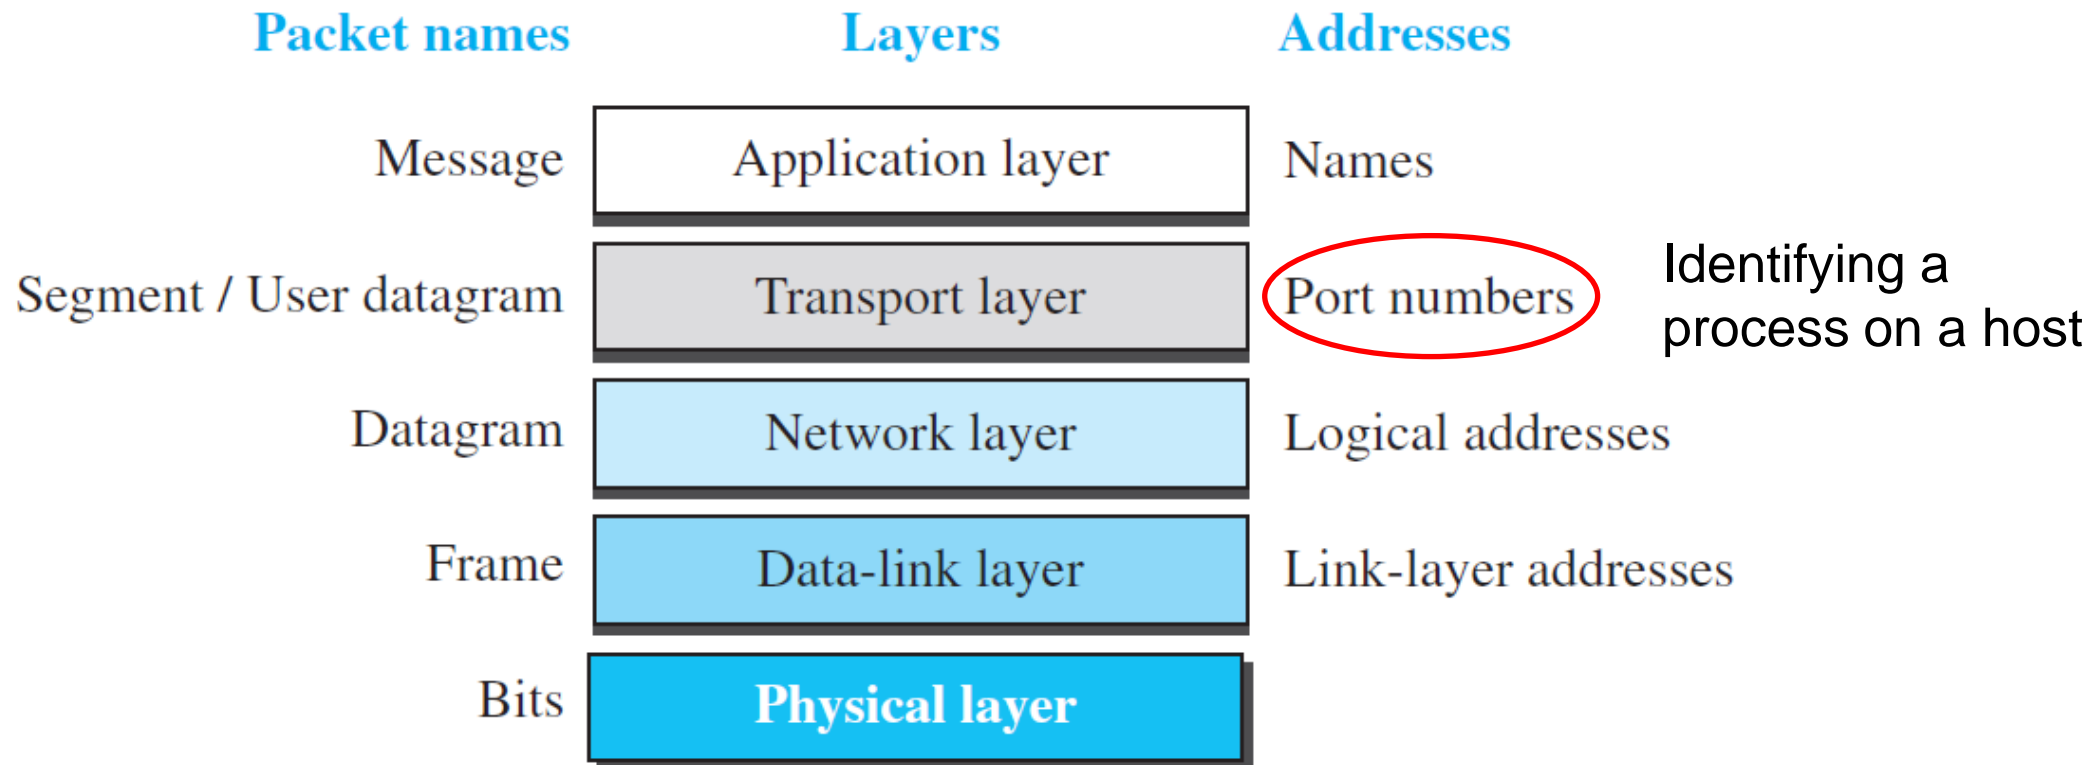 Packet names Layers Addresses
Message Application layer Names
Segment / User datagram Transport layer Port numbers Identifying a
process on a host
Datagram Network layer Logical addresses
Frame Data-link layer Link-layer addresses
Bits Physical layer